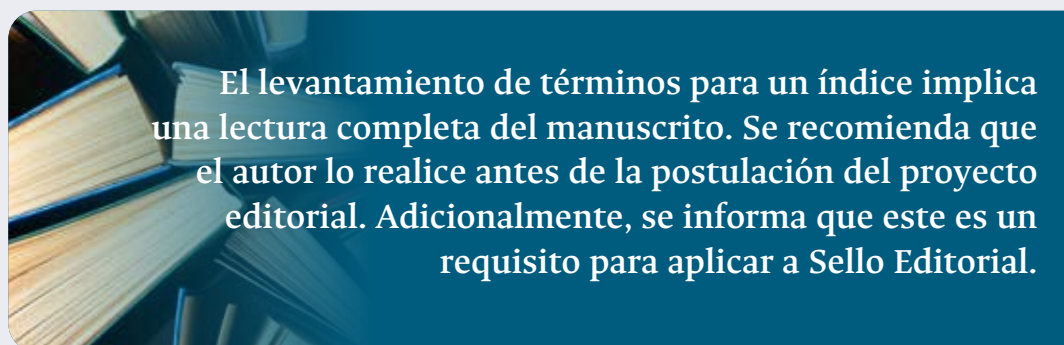 El levantamiento de términos para un índice implica
una lectura completa del manuscrito. Se recomienda que
el autor lo realice antes de la postulación del proyecto
editorial. Adicionalmente, se informa que este es un
requisito para aplicar a Sello Editorial.